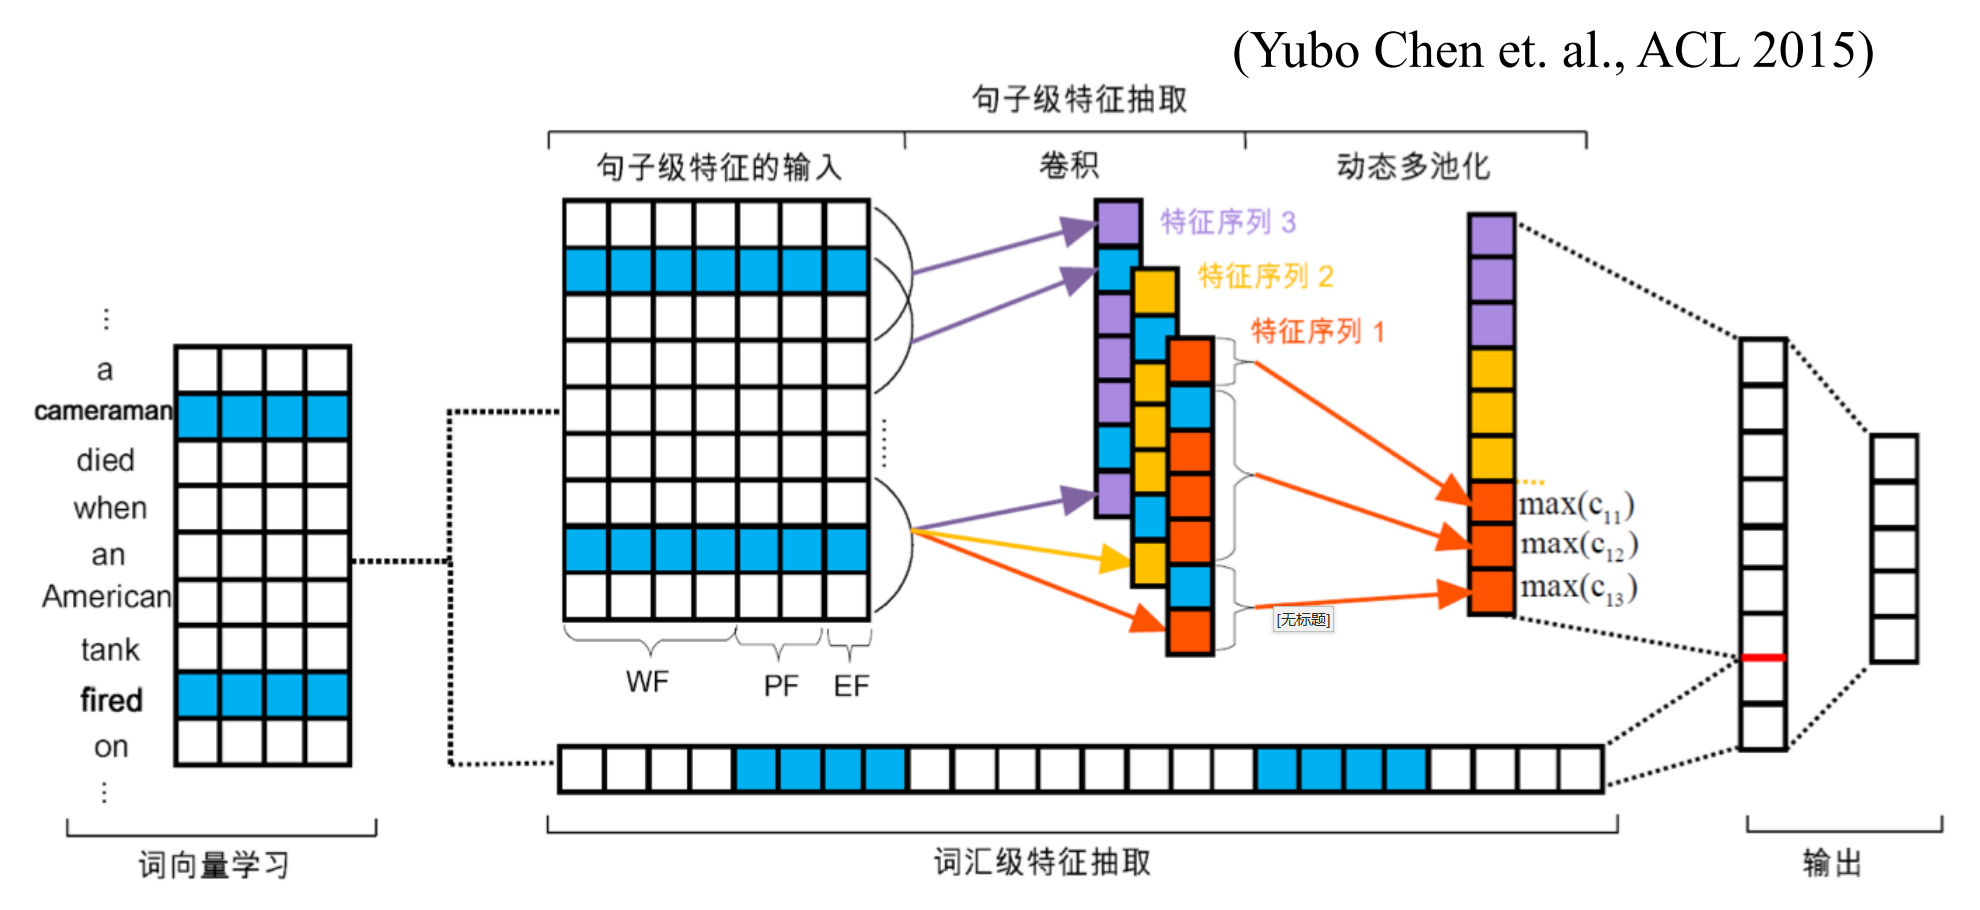 (Yubo Chen et. al., ACL 2015)
句子级特征抽取
句子级特征的输入
卷积
动态多池化
特征序列 3
特征序列 2
特征序列 1
⋮
a
cameraman
died
when
an
American
tank
fired
on
⋮
max(c11)
max(c12)
max(c13)
[无标题]
WF
PF
EF
词向量学习
词汇级特征抽取
输出